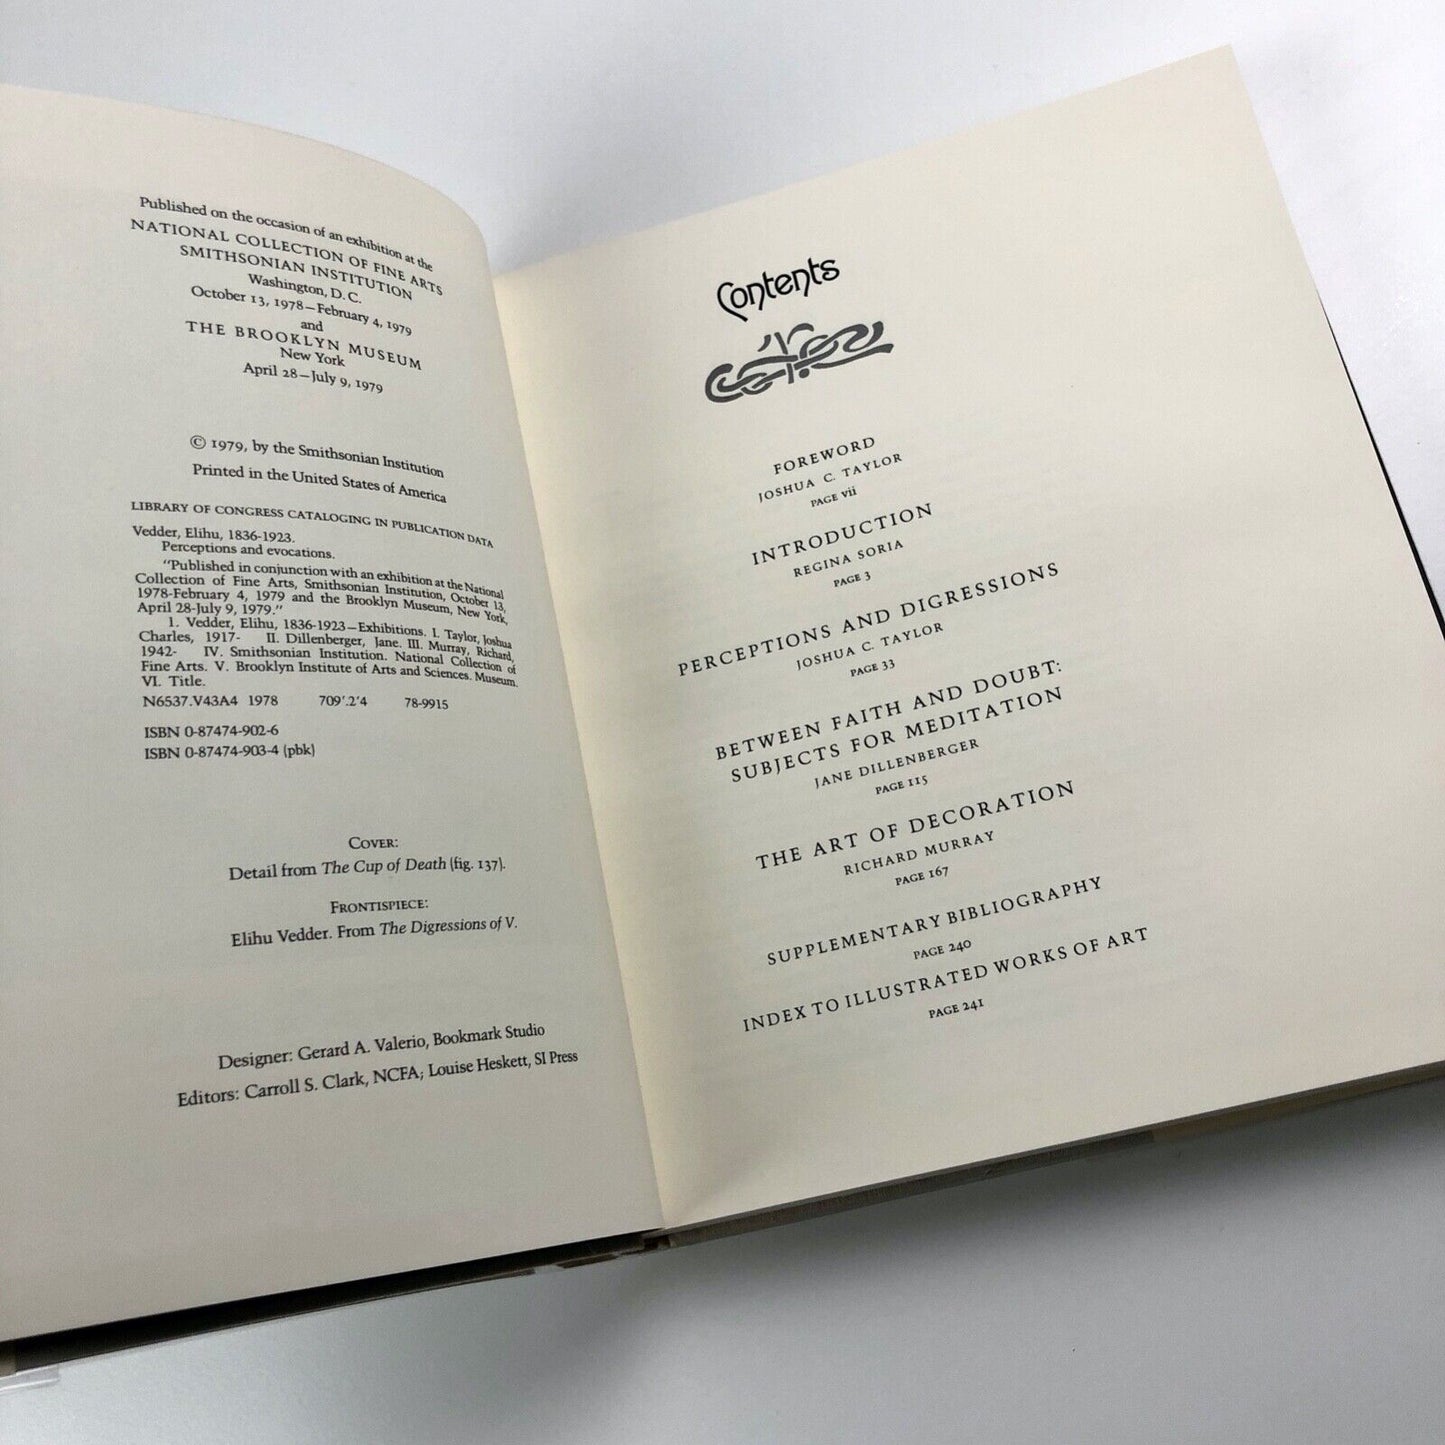 Published on the occasion of an exhibition at the
NATIONAL COLLECTION OF FINE ARTS
SMITHSONIAN INSTITUTION
Washington, D. C.
October 13, 1978–February 4, 1979
and
THE BROOKLYN MUSEUM
New York
April 28–July 9, 1979
© 1979, by the Smithsonian Institution
Printed in the United States of America
LIBRARY OF CONGRESS CATALOGING IN PUBLICATION DATA
Vedder, Elihu, 1836-1923.
Perceptions and evocations.
"Published in conjunction with an exhibition at the National
Collection of Fine Arts, Smithsonian Institution, October 13,
1978-February 4, 1979 and the Brooklyn Museum, New York,
April 28-July 9, 1979."
1. Vedder, Elihu, 1836-1923—Exhibitions. I. Taylor, Joshua
Charles, 1917- II. Dillenberger, Jane. III. Murray, Richard,
1942- IV. Smithsonian Institution. National Collection of
Fine Arts. V. Brooklyn Institute of Arts and Sciences. Museum.
VI. Title.
N6537.V43A4 1978 709'.2'4 78-9915
ISBN 0-87474-902-6
ISBN 0-87474-903-4 (pbk)
COVER:
Detail from The Cup of Death (fig. 137).
FRONTISPIECE:
Elihu Vedder. From The Digressions of V.
Designer: Gerard A. Valerio, Bookmark Studio
Editors: Carroll S. Clark, NCFA; Louise Heskett, SI Press
Contents
FOREWORD
JOSHUA C. TAYLOR
PAGE vii
INTRODUCTION
REGINA SORIA
PAGE 3
PERCEPTIONS AND DIGRESSIONS
JOSHUA C. TAYLOR
PAGE 33
BETWEEN FAITH AND DOUBT:
SUBJECTS FOR MEDITATION
JANE DILLENBERGER
PAGE 115
THE ART OF DECORATION
RICHARD MURRAY
PAGE 167
SUPPLEMENTARY BIBLIOGRAPHY
PAGE 240
INDEX TO ILLUSTRATED WORKS OF ART
PAGE 241